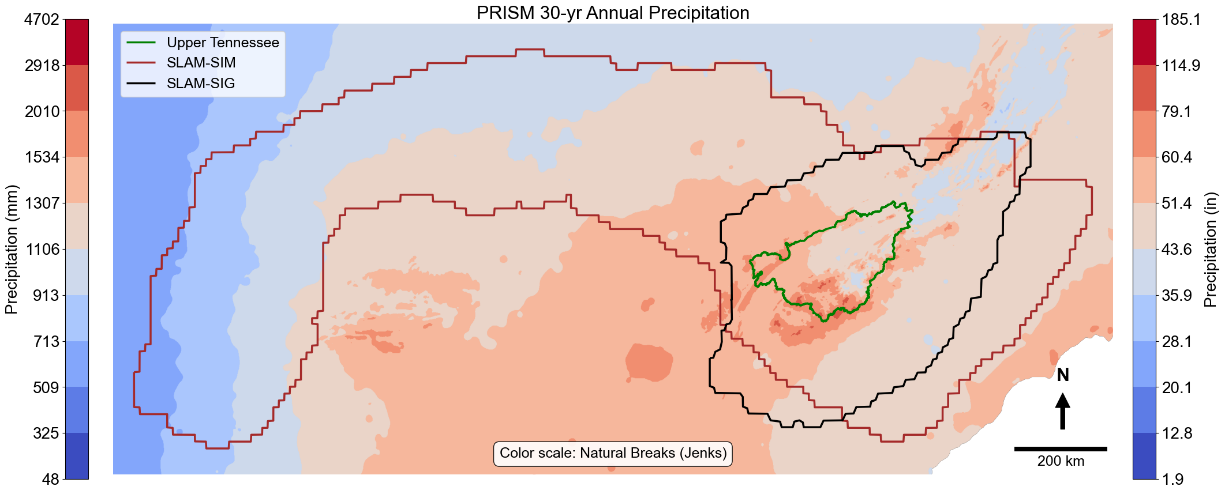 PRISM 30-yr Annual Precipitation
Upper Tennessee
SLAM-SIM
SLAM-SIG
4702
2918
2010
1534
1307
1106
913
713
509
325
48
Precipitation (mm)
Color scale: Natural Breaks (Jenks)
N
200 km
185.1
114.9
79.1
60.4
51.4
43.6
35.9
28.1
20.1
12.8
1.9
Precipitation (in)